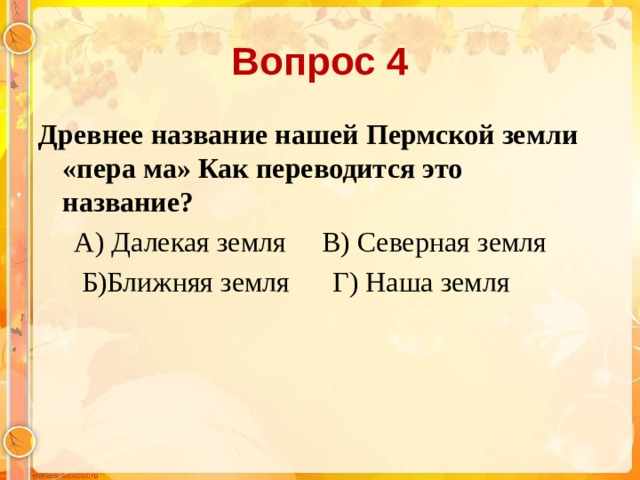 Вопрос 4
Древнее название нашей Пермской земли
«пера ма» Как переводится это
название?
А) Далекая земля В) Северная земля
Б)Ближняя земля Г) Наша земля